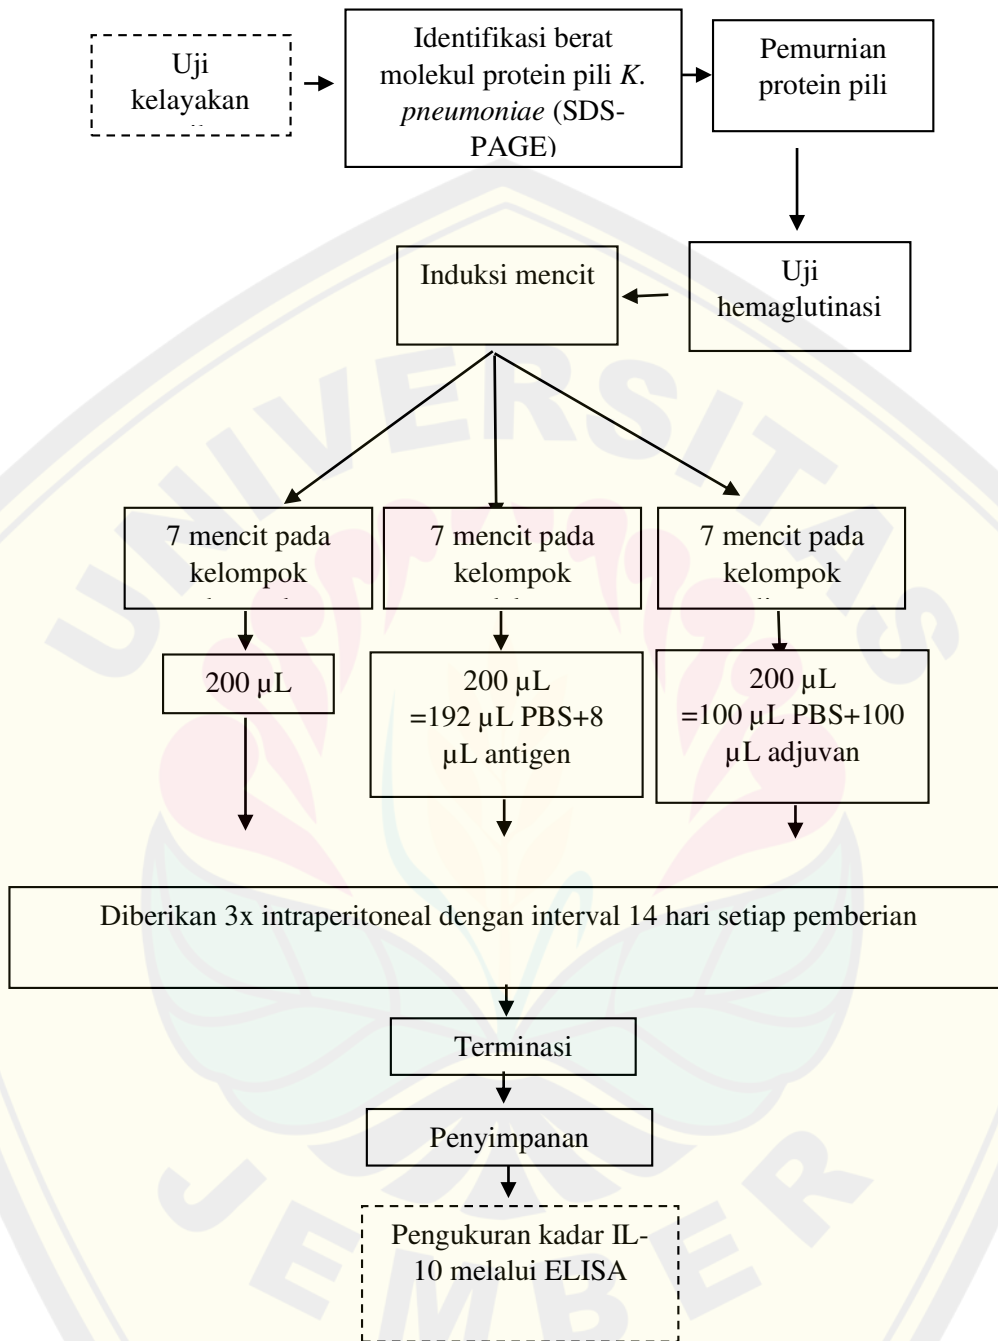 Uji
kelayakan
Identifikasi berat
molekul protein pili K.
pneumoniae (SDS-
PAGE)
Pemurnian
protein pili
Uji
hemaglutinasi
Induksi mencit
7 mencit pada
kelompok
7 mencit pada
kelompok
7 mencit pada
kelompok
200 µL
200 µL
=192 µL PBS+8
µL antigen
200 µL
=100 µL PBS+100
µL adjuvan
Diberikan 3x intraperitoneal dengan interval 14 hari setiap pemberian
Terminasi
Penyimpanan
Pengukuran kadar IL-
10 melalui ELISA
UNIVERSITAS
JEMBER